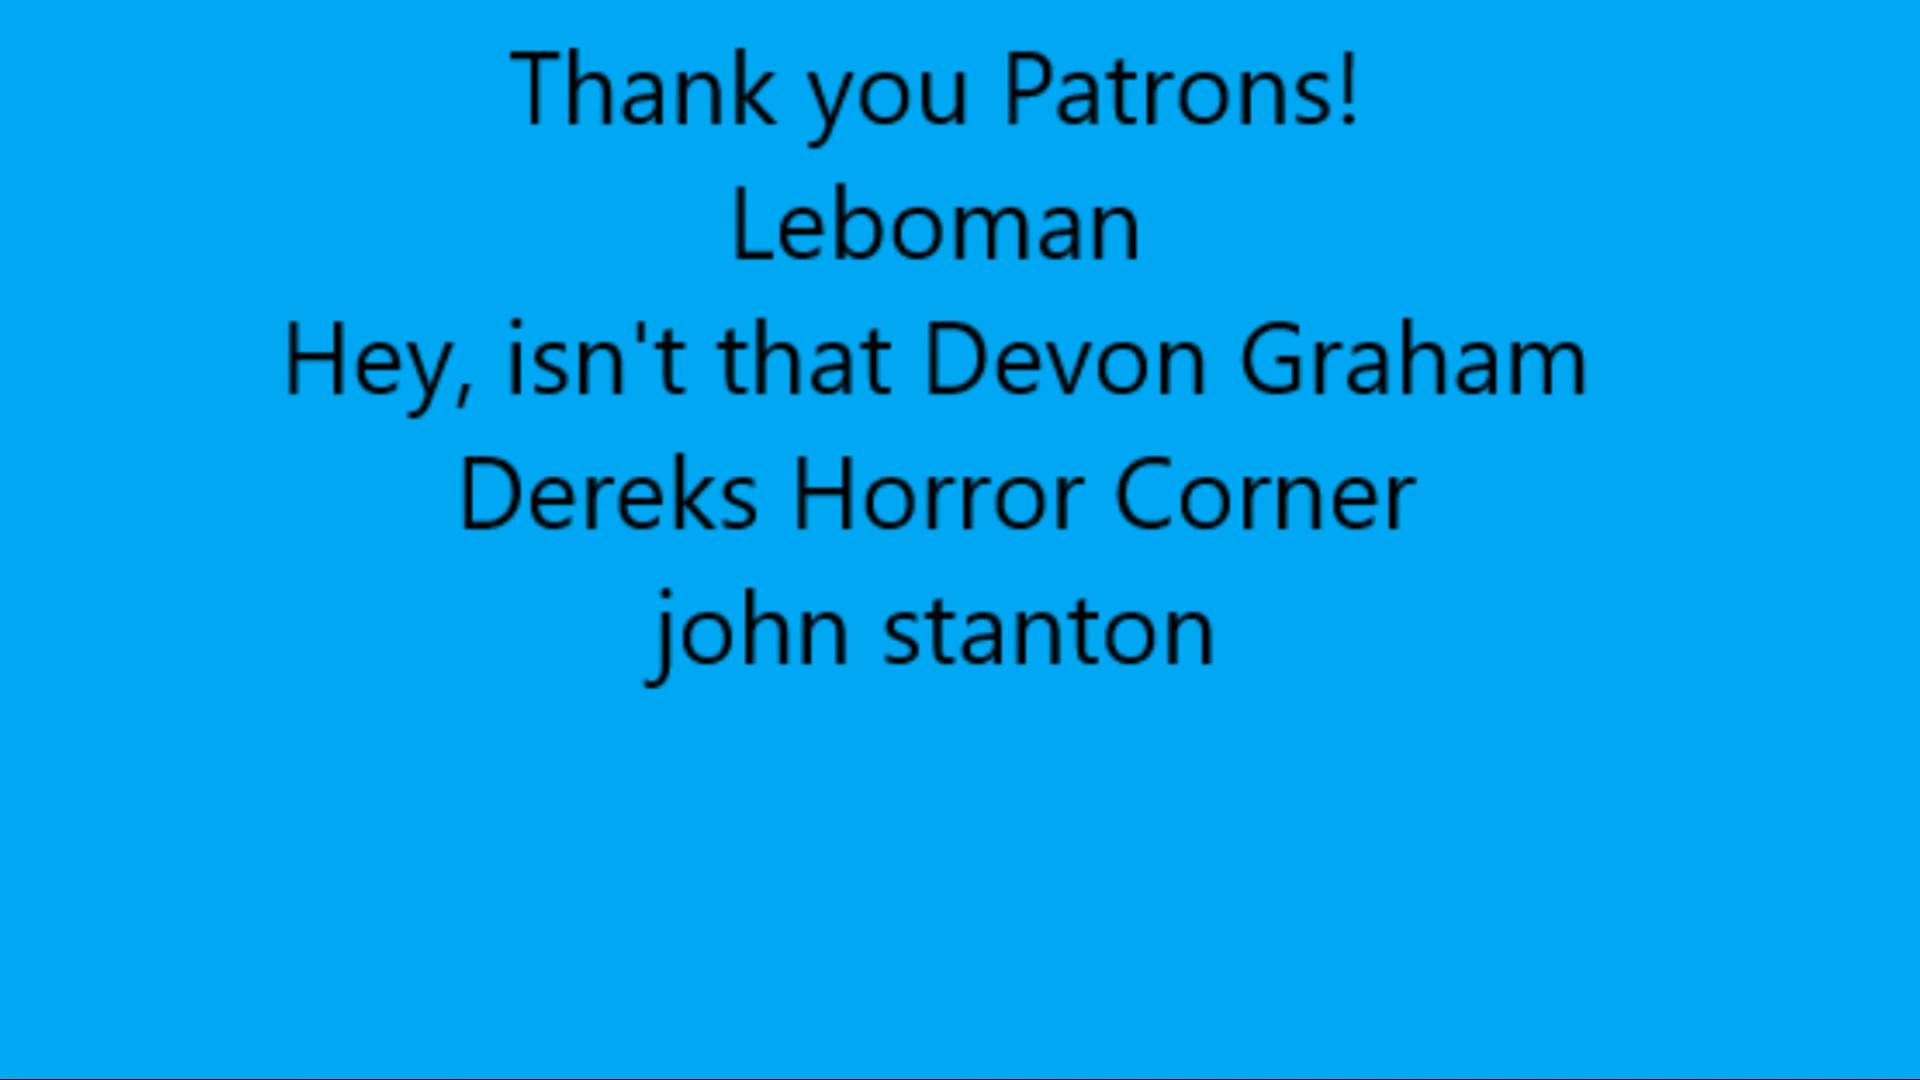 Thank you Patrons!
Leboman
Hey, isn't that Devon Graham
Dereks Horror Corner
john stanton